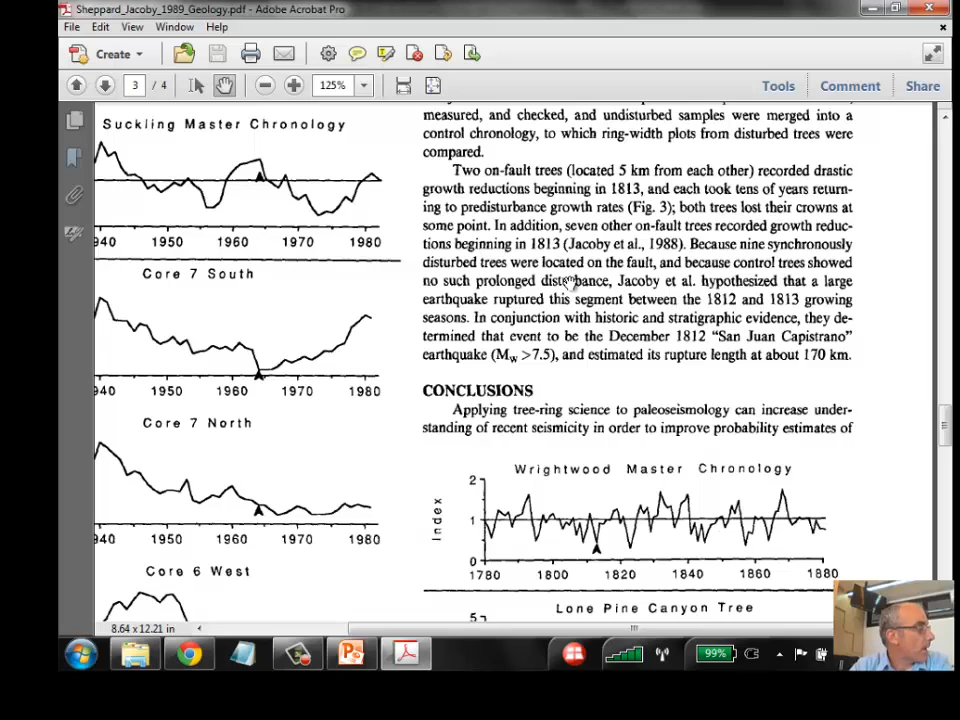 Sheppard_Jacoby_1989_Geology.pdf - Adobe Acrobat Pro
File Edit View Window Help
Create
3 / 4
125%
Tools Comment Share
Suckling Master Chronology
940 1950 1960 1970 1980
Core 7 South
940 1950 1960 1970 1980
Core 7 North
940 1950 1960 1970 1980
Core 6 West
measured, and checked, and undisturbed samples were merged into a
control chronology, to which ring-width plots from disturbed trees were
compared.
Two on-fault trees (located 5 km from each other) recorded drastic
growth reductions beginning in 1813, and each took tens of years return-
ing to predisturbance growth rates (Fig. 3); both trees lost their crowns at
some point. In addition, seven other on-fault trees recorded growth reduc-
tions beginning in 1813 (Jacoby et al., 1988). Because nine synchronously
disturbed trees were located on the fault, and because control trees showed
no such prolonged disturbance, Jacoby et al. hypothesized that a large
earthquake ruptured this segment between the 1812 and 1813 growing
seasons. In conjunction with historic and stratigraphic evidence, they de-
termined that event to be the December 1812 “San Juan Capistrano”
earthquake (Mw >7.5), and estimated its rupture length at about 170 km.
CONCLUSIONS
Applying tree-ring science to paleoseismology can increase under-
standing of recent seismicity in order to improve probability estimates of
Wrightwood Master Chronology
Index
2
1
0
1780 1800 1820 1840 1860 1880
Lone Pine Canyon Tree
5
8.64 x 12.21 in
99%